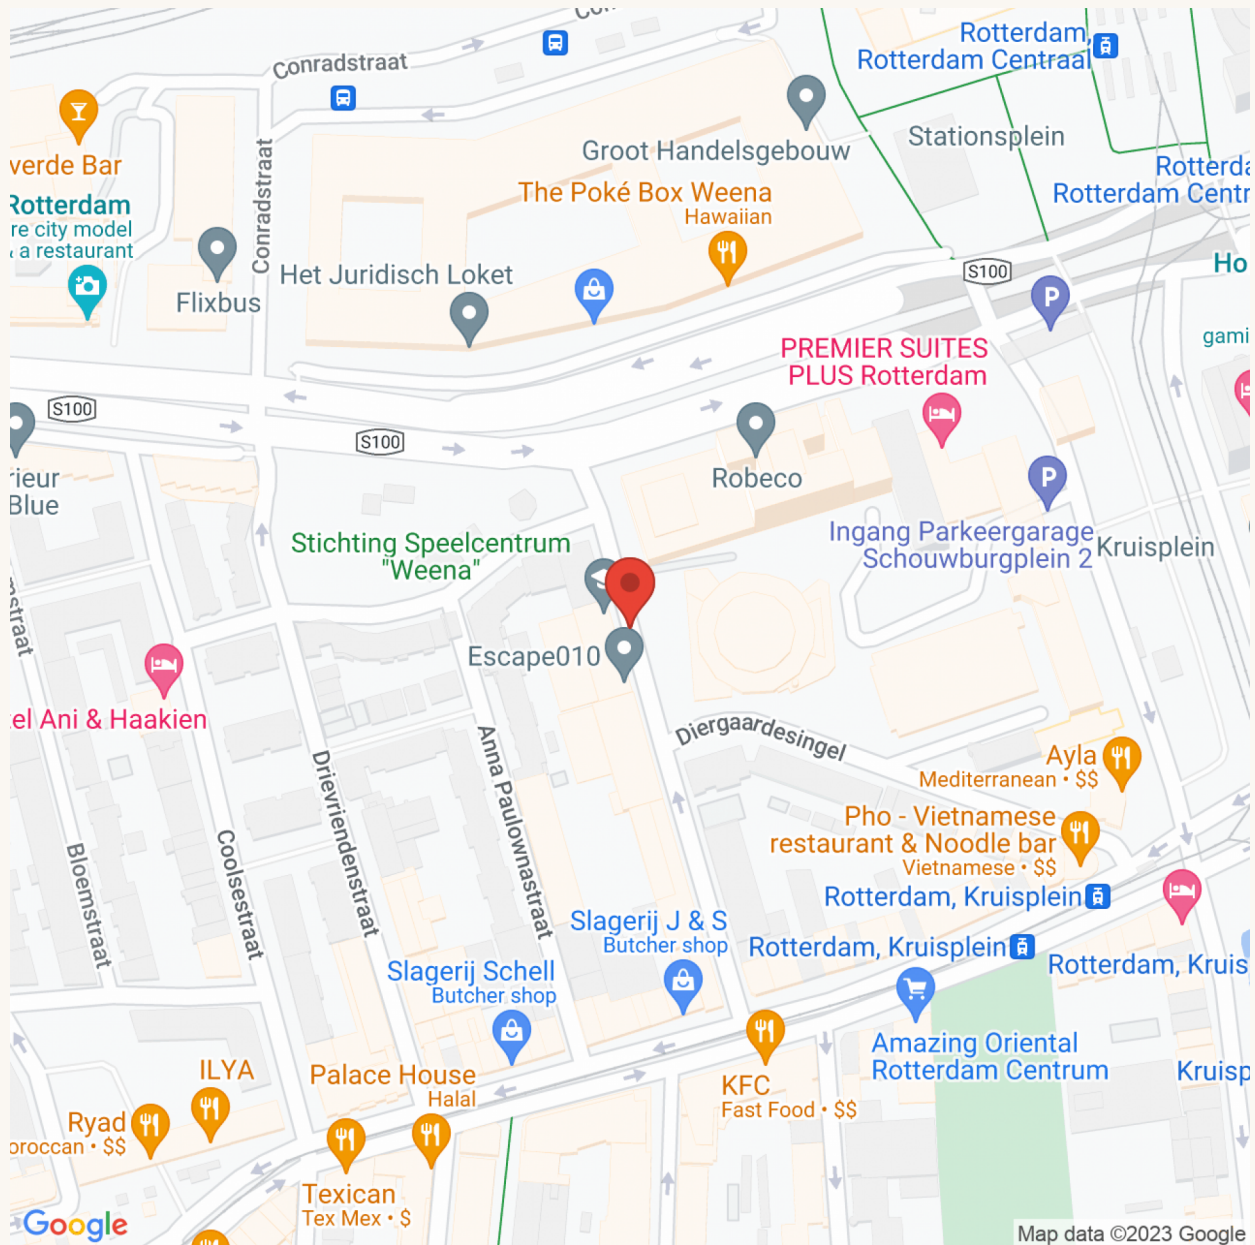 Conradstraat
Rotterdam,
Rotterdam Centraal
verde Bar
Conradstraat
Groot Handelsgebouw
Stationsplein
Rotterdam
re city model
a restaurant
The Poké Box Weena
Hawaiian
Rotterdam Centr
Flixbus
Het Juridisch Loket
S100
PREMIER SUITES
PLUS Rotterdam
S100
S100
rieur
Blue
Robeco
Stichting Speelcentrum
"Weena"
Ingang Parkeergarage
Schouwburgplein 2
Kruisplein
mstraat
Escape010
el Ani & Haakien
Diergaardesingel
Anna Paulownastraat
Drievriendenstraat
Coolsestraat
Bloemstraat
Ayla
Mediterranean • $$
Pho - Vietnamese
restaurant & Noodle bar
Vietnamese • $$
Rotterdam, Kruisplein
Slagerij J & S
Butcher shop
Rotterdam, Kruisplein
Rotterdam, Kruis
Slagerij Schell
Butcher shop
Amazing Oriental
Rotterdam Centrum
Kruisp
ILYA
Palace House
Halal
KFC
Fast Food • $$
Ryad
oroccan • $$
Texican
Tex Mex • $
Google
Map data ©2023 Google